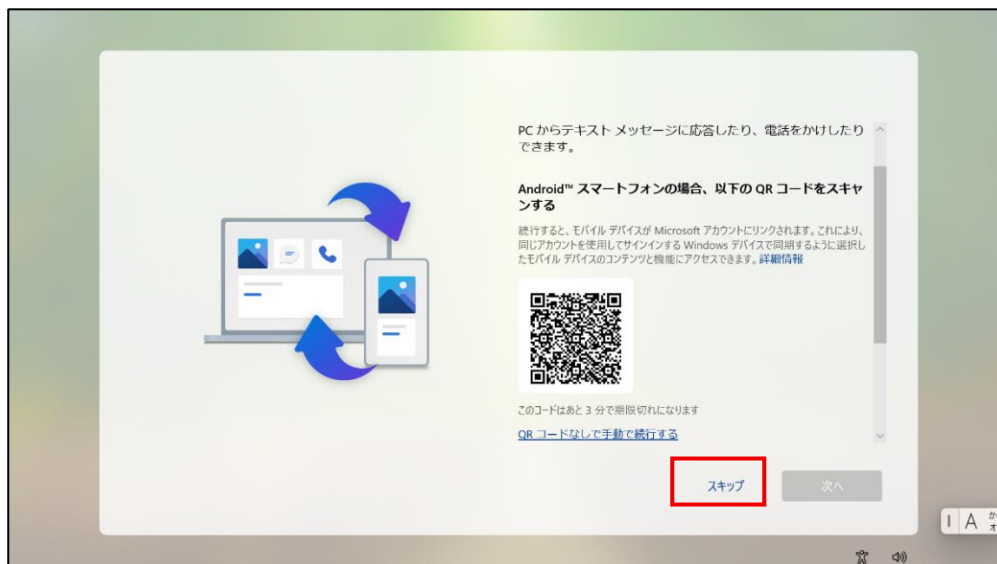 PC からテキスト メッセージに応答したり、電話をかけしたり
できます。
Android™ スマートフォンの場合、以下の QR コードをスキャ
ンする
続行すると、モバイル デバイスが Microsoft アカウントにリンクされます。これにより、
同じアカウントを使用してサインインする Windows デバイスで同期するように選択し
たモバイル デバイスのコンテンツと機能にアクセスできます。詳細情報
このコードはあと 3 分で期限切れになります
QR コードなしで手動で続行する
スキップ
次へ
A